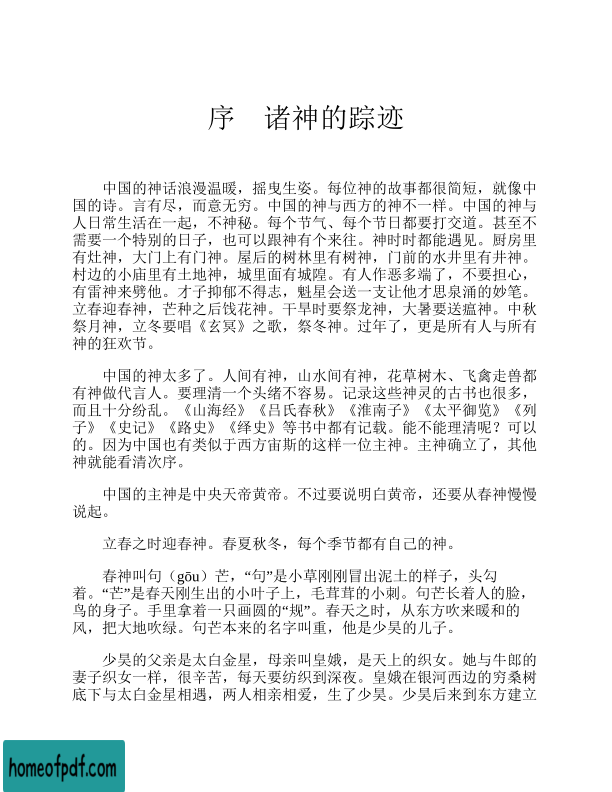 序　诸神的踪迹
中国的神话浪漫温暖，摇曳生姿。每位神的故事都很简短，就像中
国的诗。言有尽，而意无穷。中国的神与西方的神不一样。中国的神与
人日常生活在一起，不神秘。每个节气、每个节日都要打交道。甚至不
需要一个特别的日子，也可以跟神有个来往。神时时都能遇见。厨房里
有灶神，大门上有门神。屋后的树林里有树神，门前的水井里有井神。
村边的小庙里有土地神，城里面有城隍。有人作恶多端了，不要担心，
有雷神来劈他。才子抑郁不得志，魁星会送一支让他才思泉涌的妙笔。
立春迎春神，芒种之后饯花神。干旱时要祭龙神，大暑要送瘟神。中秋
祭月神，立冬要唱《玄冥》之歌，祭冬神。过年了，更是所有人与所有
神的狂欢节。
中国的神太多了。人间有神，山水间有神，花草树木、飞禽走兽都
有神做代言人。要理清一个头绪不容易。记录这些神灵的古书也很多，
而且十分纷乱。《山海经》《吕氏春秋》《淮南子》《太平御览》《列
子》《史记》《路史》《绎史》等书中都有记载。能不能理清呢？可以
的。因为中国也有类似于西方宙斯的这样一位主神。主神确立了，其他
神就能看清次序。
中国的主神是中央天帝黄帝。不过要说明白黄帝，还要从春神慢慢
说起。
立春之时迎春神。春夏秋冬，每个季节都有自己的神。
春神叫句（gōu）芒，“句”是小草刚刚冒出泥土的样子，头勾
着。“芒”是春天刚生出的小叶子上，毛茸茸的小刺。句芒长着人的脸，
鸟的身子。手里拿着一只画圆的“规”。春天之时，从东方吹来暖和的
风，把大地吹绿。句芒本来的名字叫重，他是少昊的儿子。
少昊的父亲是太白金星，母亲叫皇娥，是天上的织女。她与牛郎的
妻子织女一样，很辛苦，每天要纺织到深夜。皇娥在银河西边的穷桑树
底下与太白金星相遇，两人相亲相爱，生了少昊。少昊后来到东方建立
homeofpdf.com